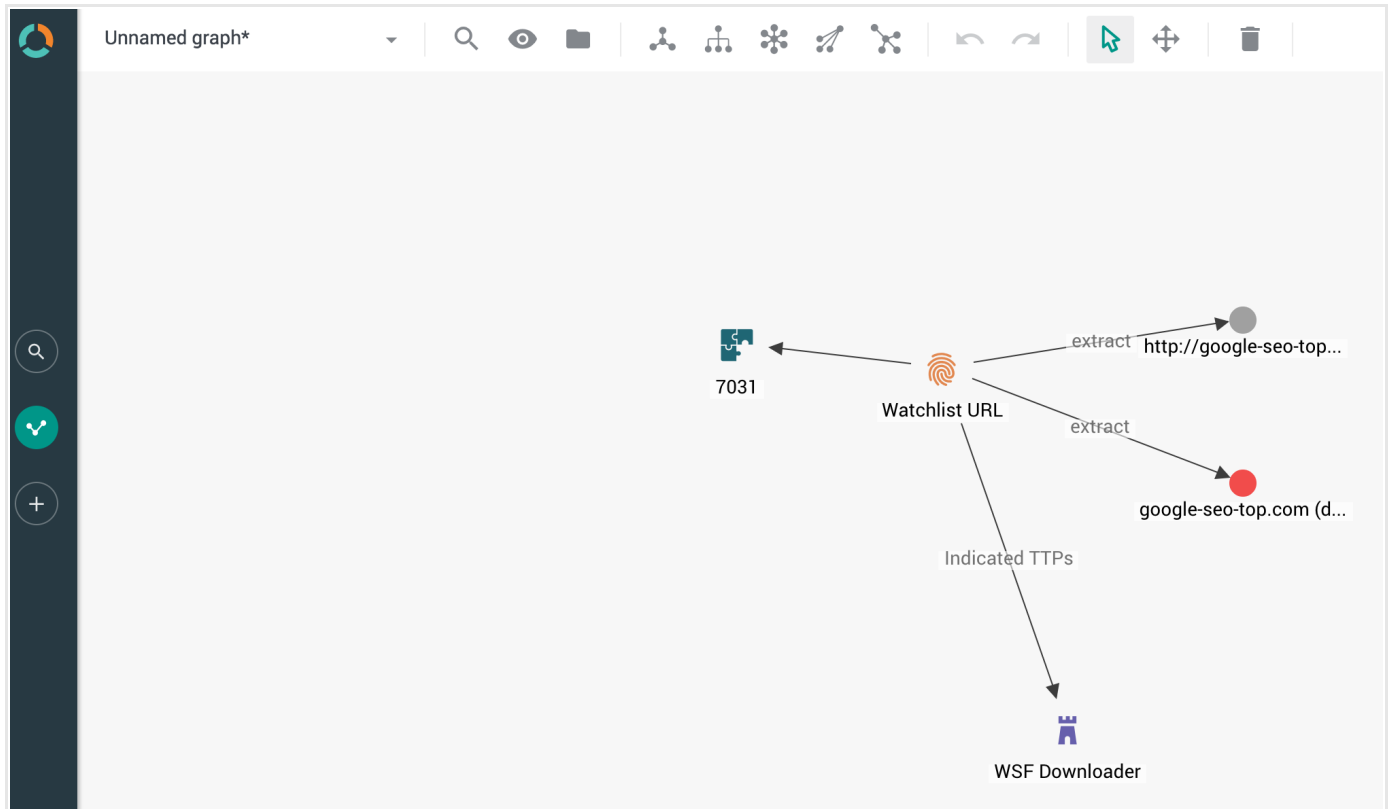 Unnamed graph*
extract
http://google-seo-top...
7031
Watchlist URL
extract
google-seo-top.com (d...
Indicated TTPs
WSF Downloader